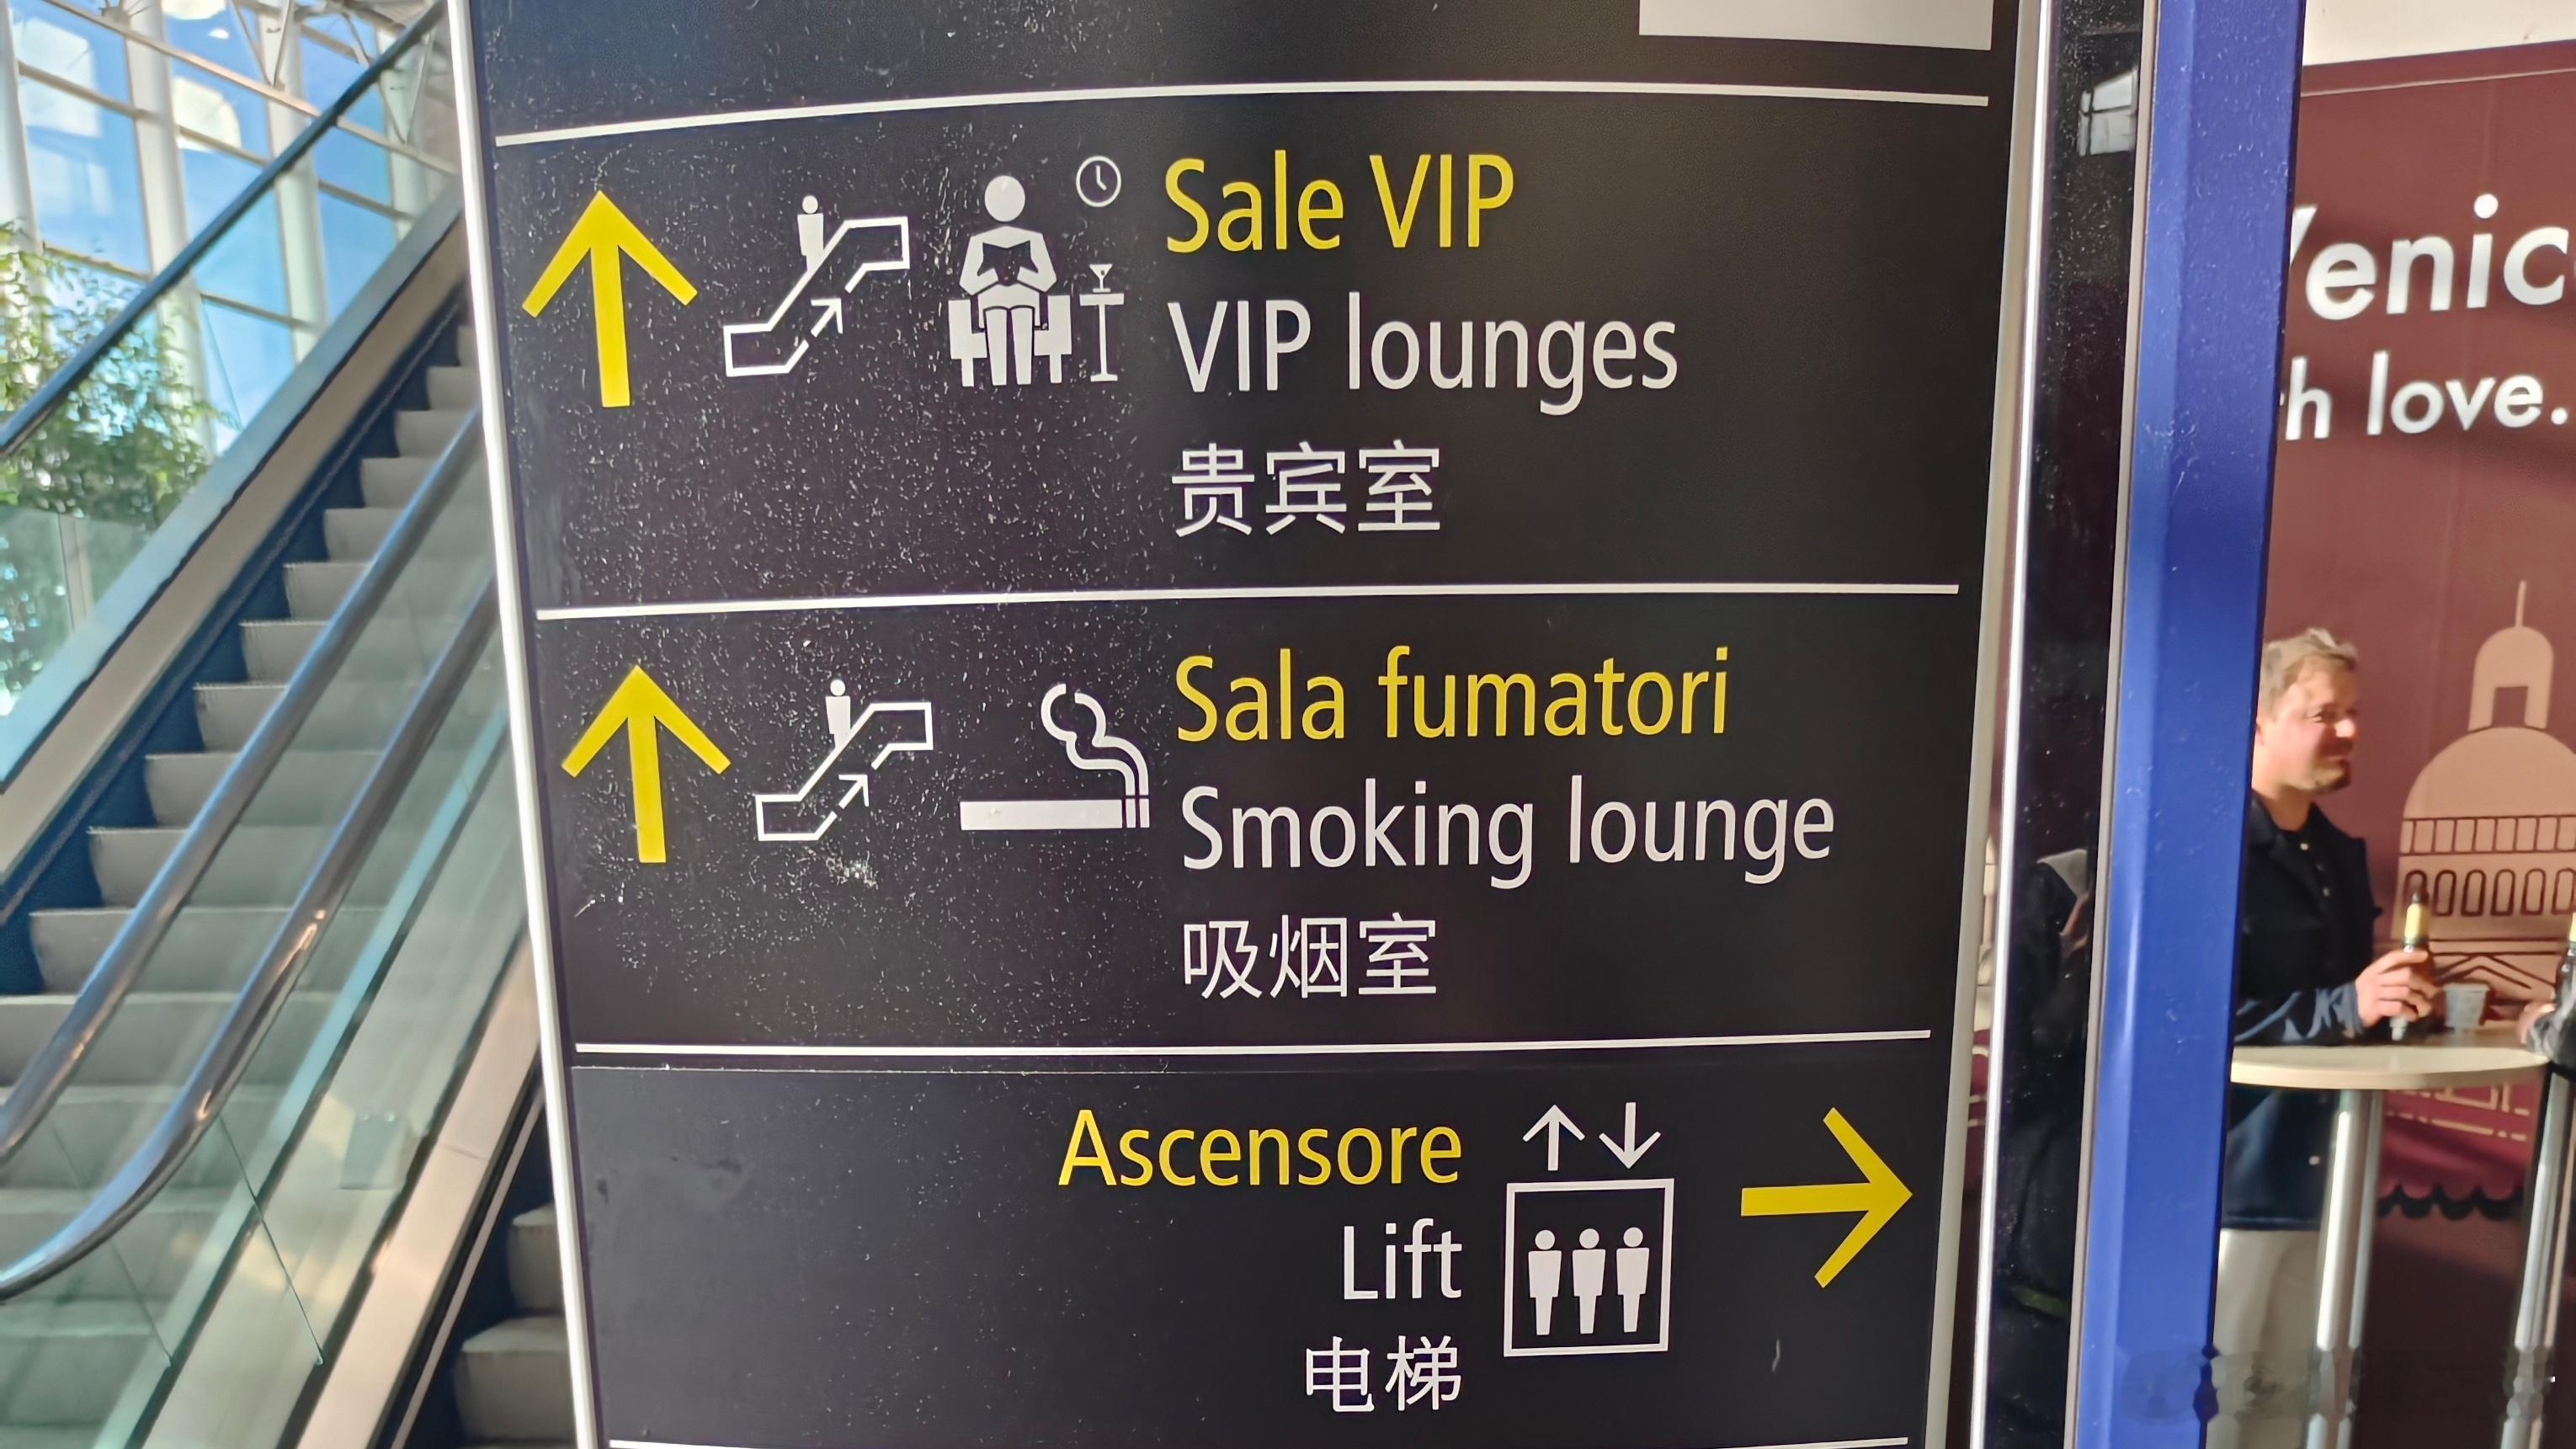 Sale VIP
VIP lounges
贵宾室
Sala fumatori
Smoking lounge
吸烟室
Ascensore
Lift
电梯
love.